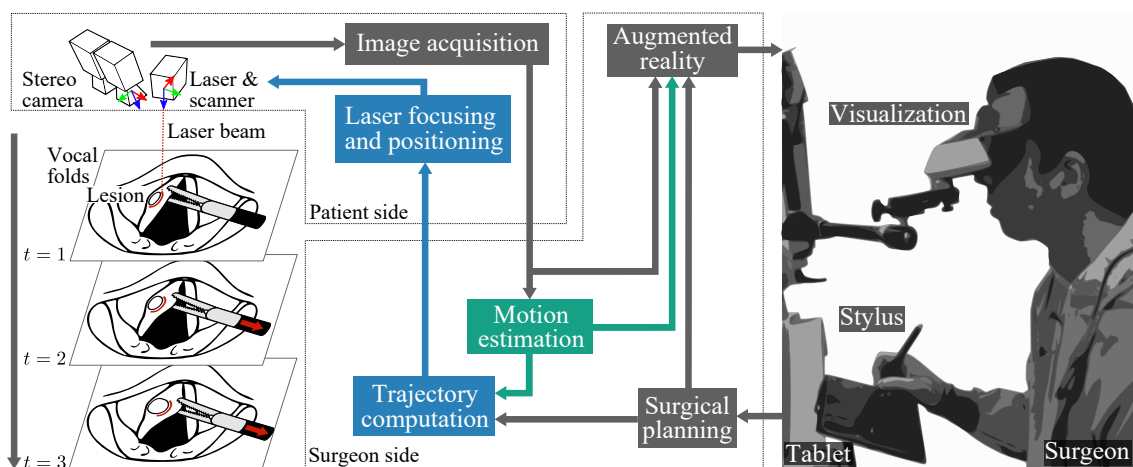 Stereo
camera
Laser &
scanner
Image acquisition
Augmented
reality
Laser beam
Laser focusing
and positioning
Visualization
Vocal
folds
Lesion
Patient side
t = 1
Motion
estimation
Stylus
t = 2
Trajectory
computation
Surgical
planning
t = 3
Surgeon side
Tablet
Surgeon